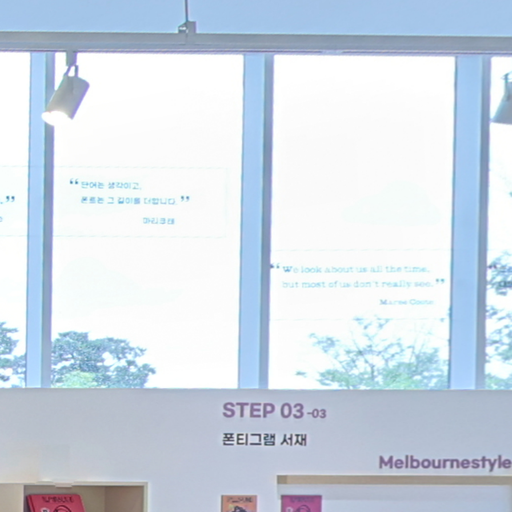 “단어는 생각이고,
폰트는 그 깊이를 더합니다.”
“We look about us all the time,
but most of us don't really see.”
STEP 03 -03
폰티그램 서재
Melbournestyle